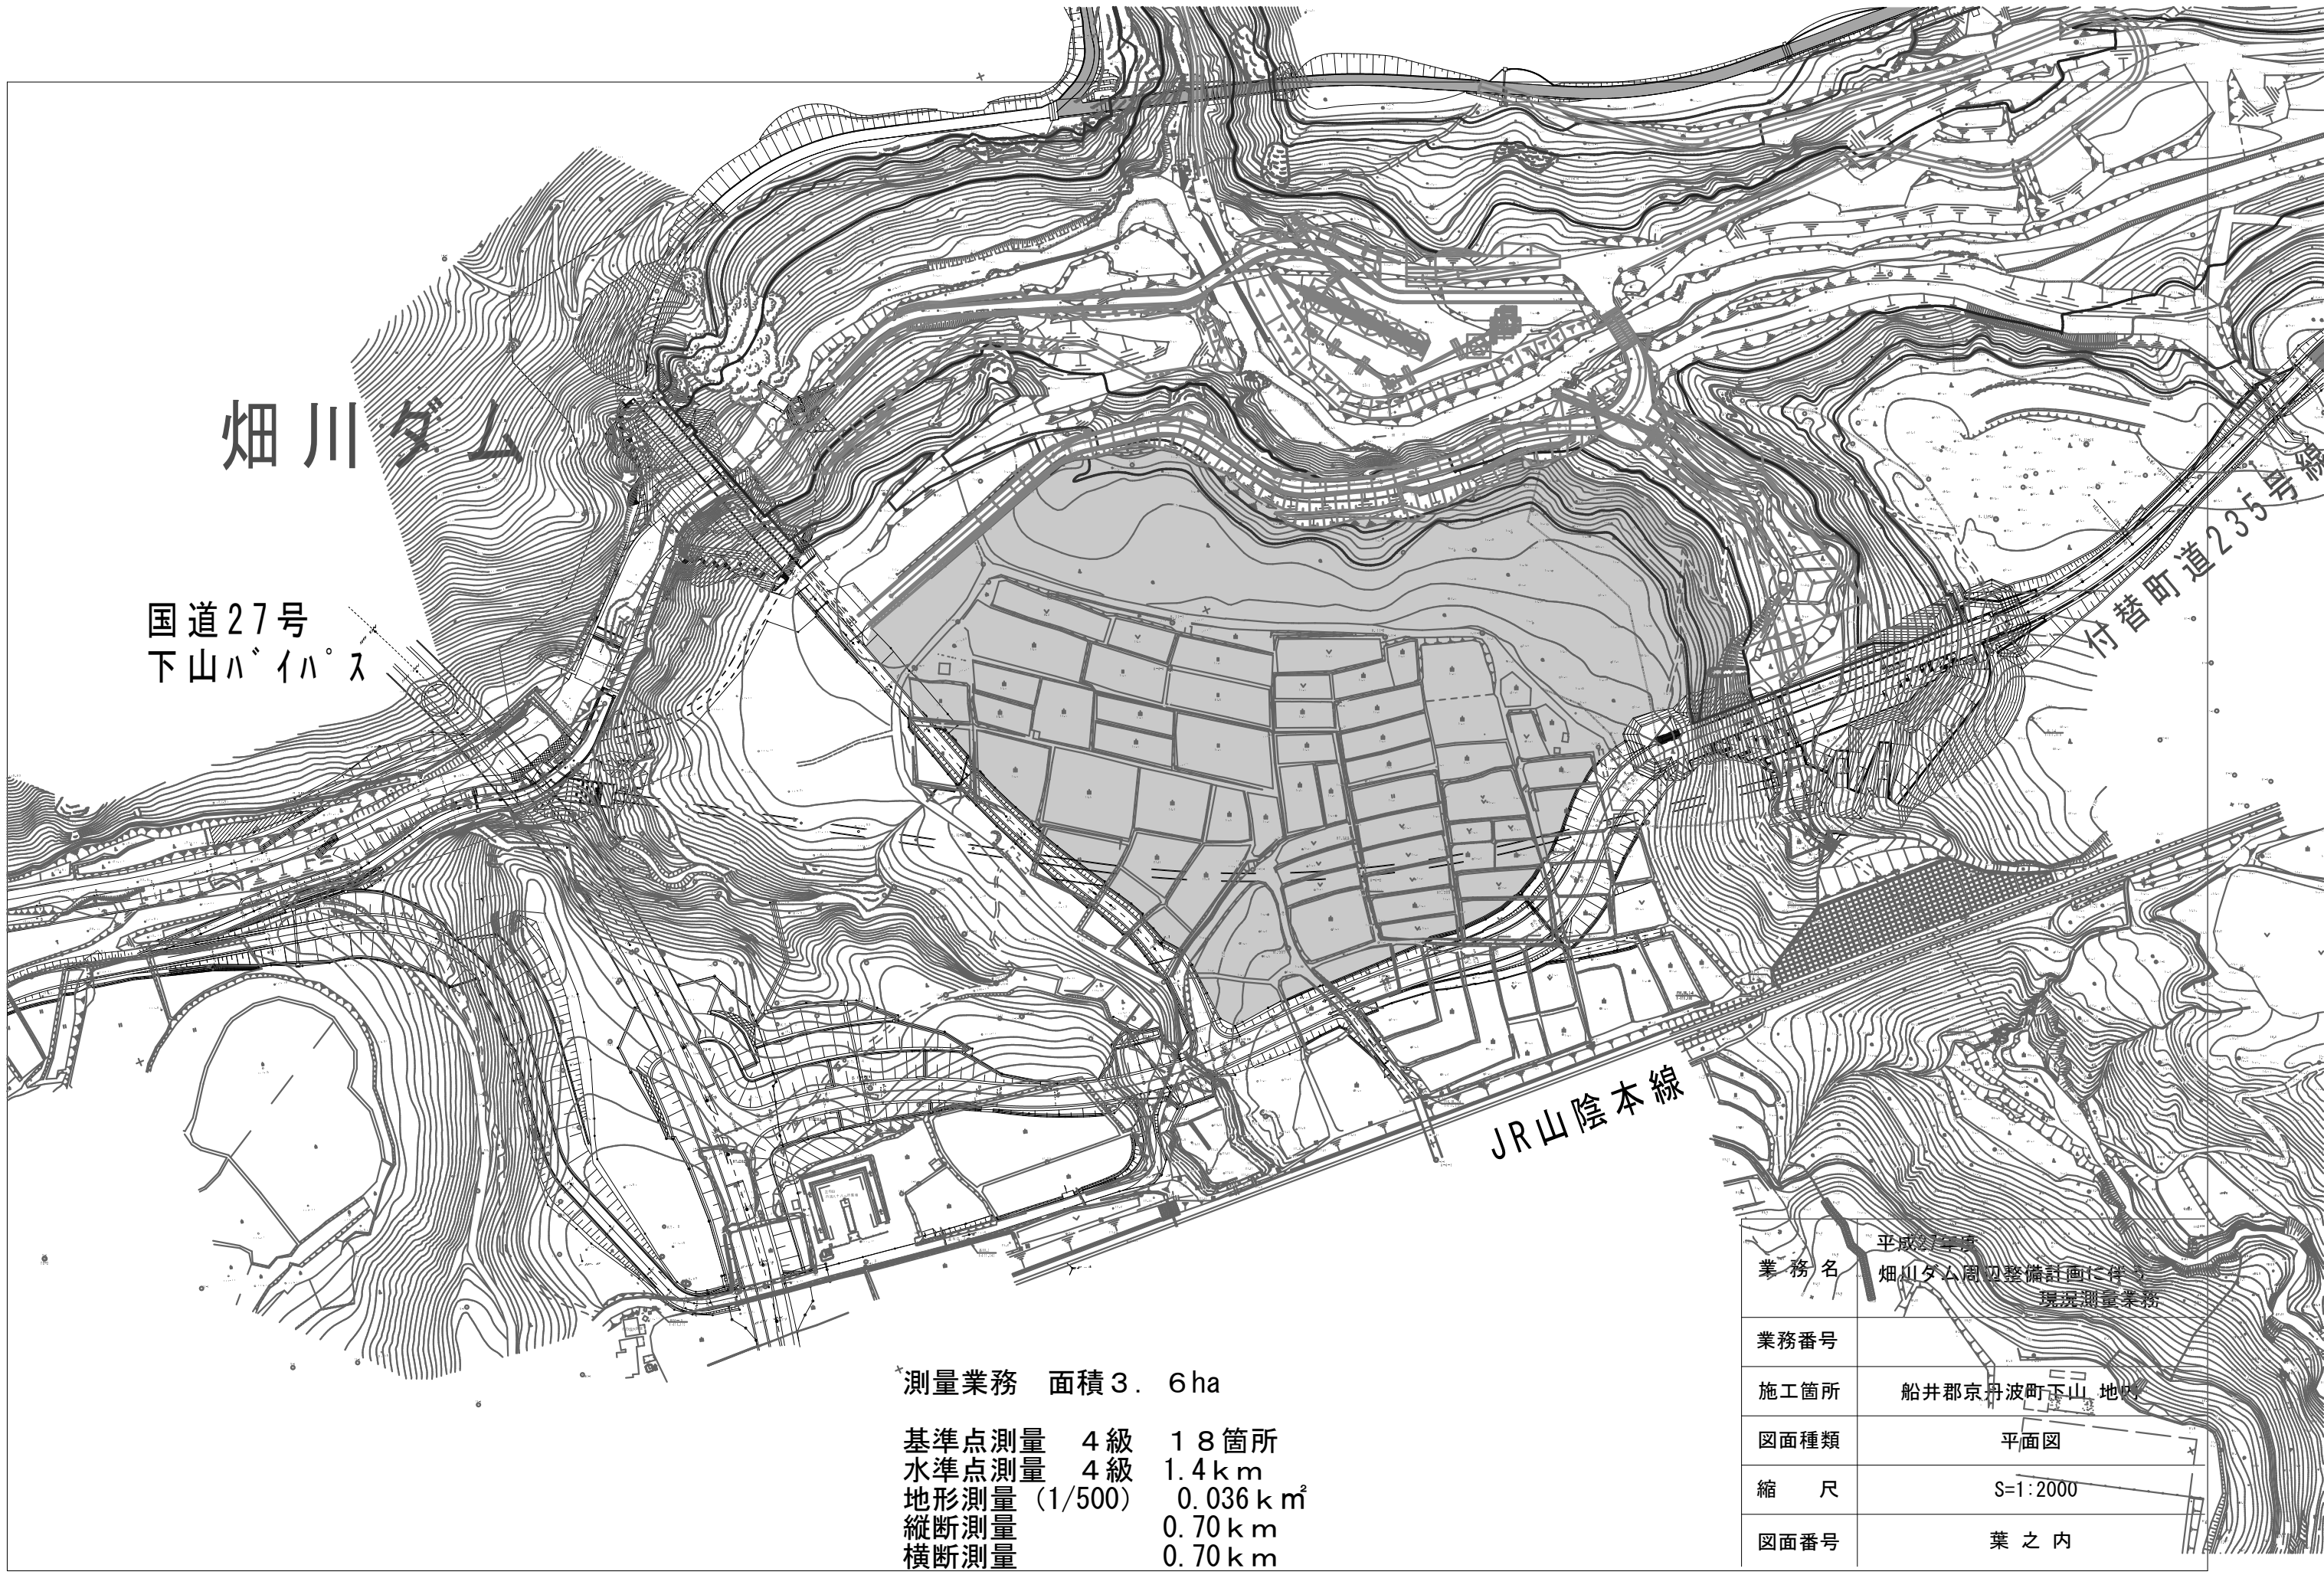 畑川ダム
国道27号
下山ﾊﾞｲﾊﾟｽ
付替町道235号線
JR山陰本線
測量業務　面積３．６ha
基準点測量　４級　１８箇所
水準点測量　４級　1.4ｋｍ
地形測量（1/500）　0.036ｋ㎡
縦断測量　0.70ｋｍ
横断測量　0.70ｋｍ
業務名　平成27年度
畑川ダム周辺整備計画に伴う
現況測量業務
業務番号
施工箇所　船井郡京丹波町下山 地内
図面種類　平面図
縮　尺　S=1:2000
図面番号　葉之内